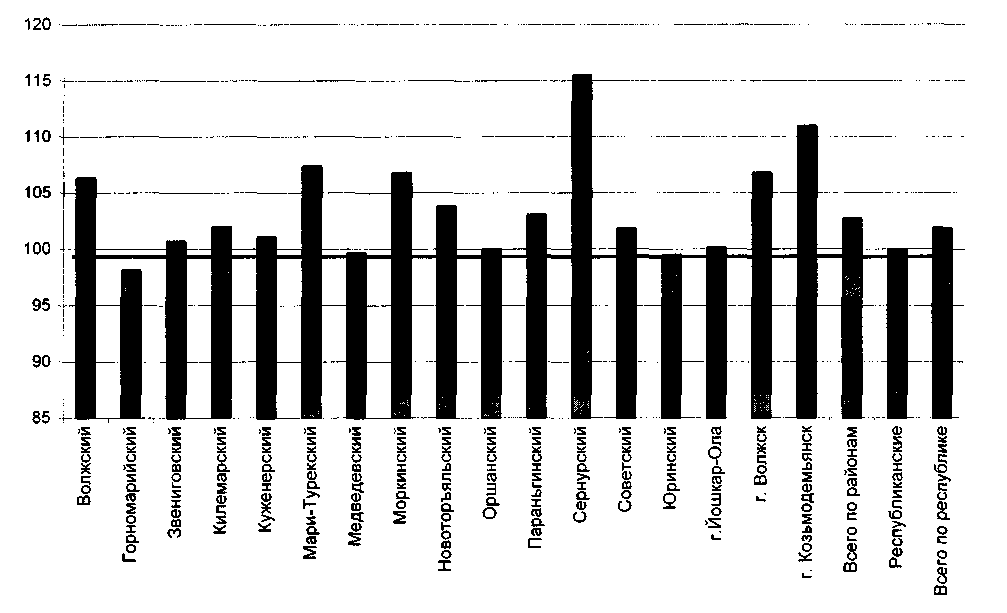 120
115
110
105
100
95
90
85
Волжский
Горномарийский
Звениговский
Килемарский
Куженерский
Мари-Турекский
Медведевский
Моркинский
Новоторъяльский
Оршанский
Параньгинский
Сернурский
Советский
Юринский
г.Йошкар-Ола
г. Волжск
г. Козьмодемьянск
Всего по районам
Республиканские
Всего по республике